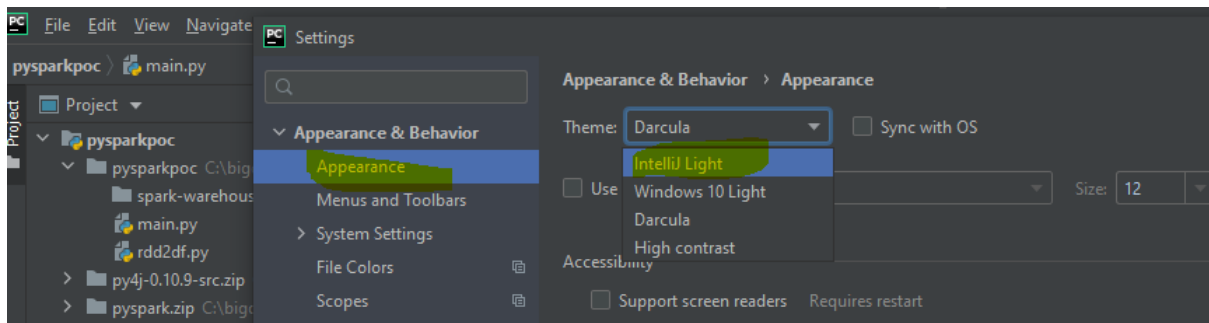 PC File Edit View Navigate
pysparkpoc main.py
Project
Project
pysparkpoc
pysparkpoc C:\big
spark-warehous
main.py
rdd2df.py
py4j-0.10.9-src.zip
pyspark.zip C:\big
PC Settings
Appearance & Behavior
Appearance
Menus and Toolbars
System Settings
File Colors
Scopes
Appearance & Behavior › Appearance
Theme: Darcula Sync with OS
IntelliJ Light
Windows 10 Light
Darcula
High contrast
Use Size: 12
Accessibility
Support screen readers Requires restart